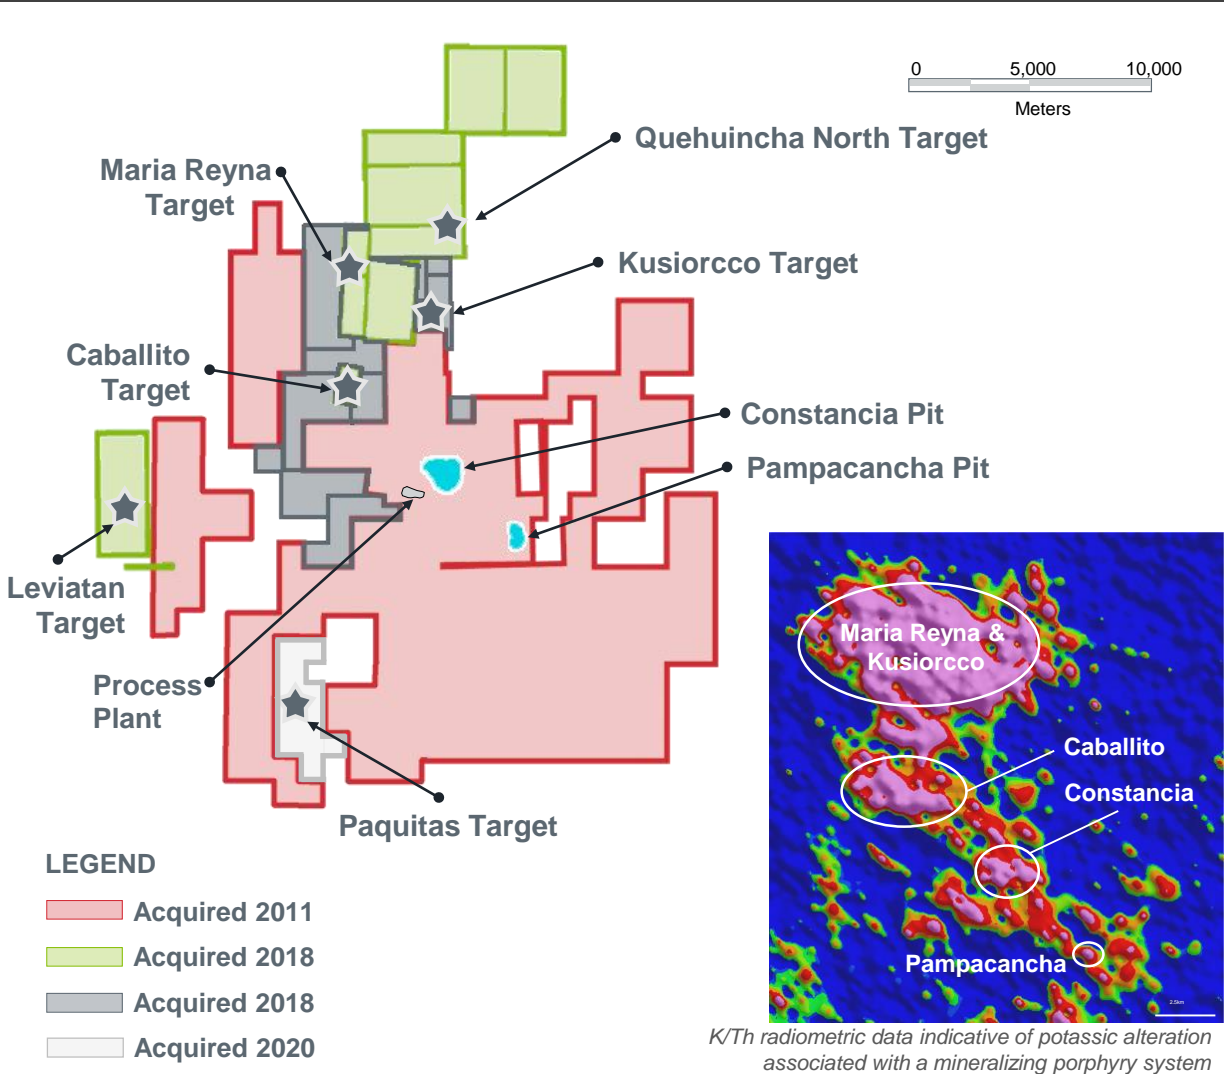 0 5,000 10,000
Meters
Quehuincha North Target
Maria Reyna
Target
Kusiorcco Target
Caballito
Target
Constancia Pit
Pampacancha Pit
Leviatan
Target
Process
Plant
Paquitas Target
LEGEND
Acquired 2011
Acquired 2018
Acquired 2018
Acquired 2020
Maria Reyna &
Kusiorcco
Caballito
Constancia
Pampacancha
2.5km
K/Th radiometric data indicative of potassic alteration
associated with a mineralizing porphyry system